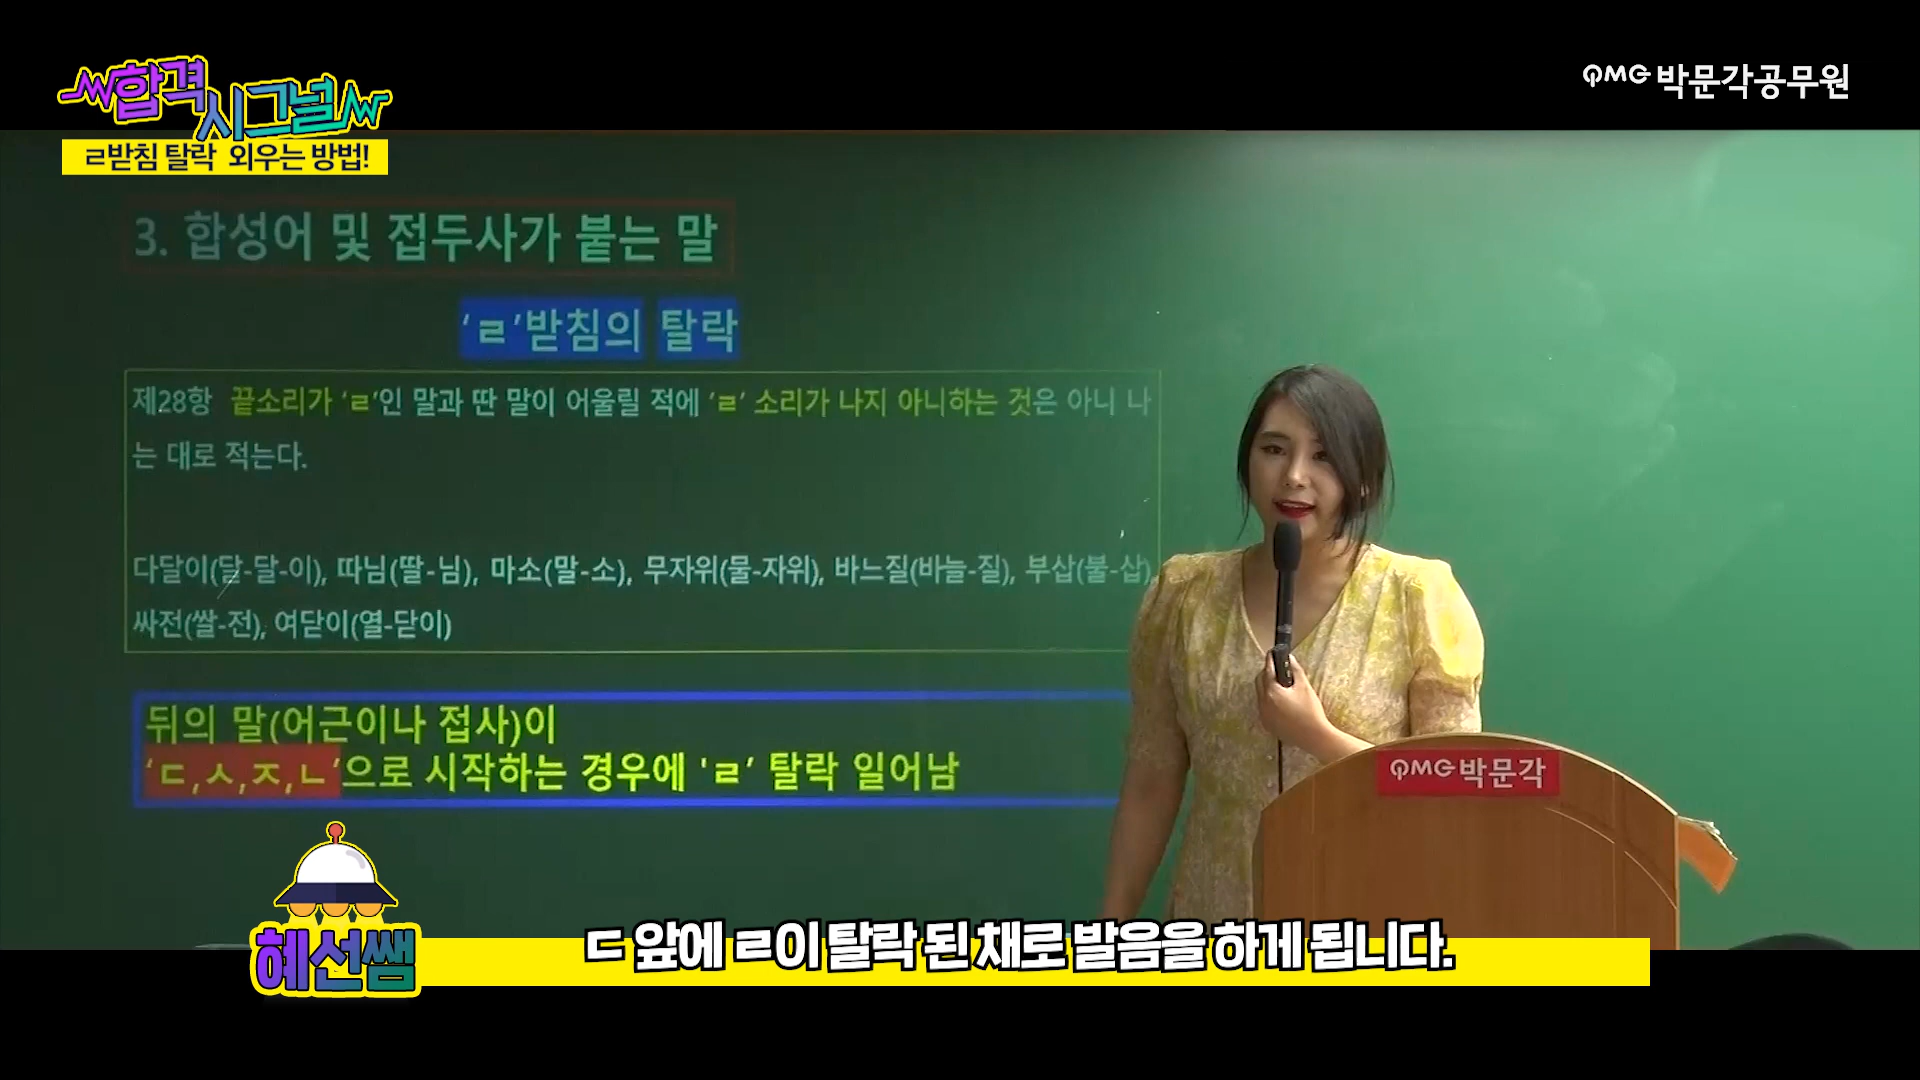 합격
시그널
ㄹ받침 탈락 외우는 방법!
PMG 박문각공무원
3. 합성어 및 접두사가 붙는 말
‘ㄹ’받침의 탈락
제28항 끝소리가 ‘ㄹ’인 말과 딴 말이 어울릴 적에 ‘ㄹ’ 소리가 나지 아니하는 것은 아니 나
는 대로 적는다.
다달이(달-달-이), 따님(딸-님), 마소(말-소), 무자위(물-자위), 바느질(바늘-질), 부삽(불-삽),
싸전(쌀-전), 여닫이(열-닫이)
뒤의 말(어근이나 접사)이
‘ㄷ,ㅅ,ㅈ,ㄴ’으로 시작하는 경우에 'ㄹ' 탈락 일어남
PMG 박문각
혜선쌤
ㄷ 앞에 ㄹ이 탈락 된 채로 발음을 하게 됩니다.